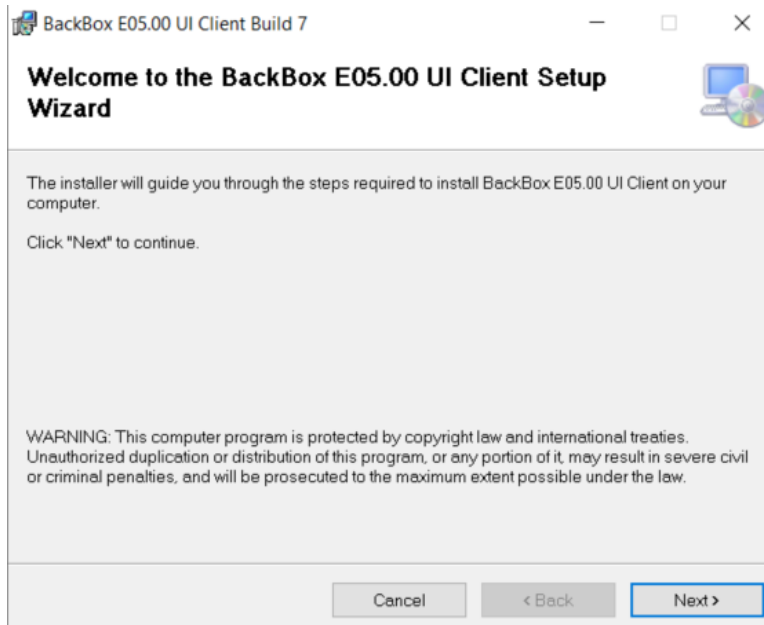 BackBox E05.00 UI Client Build 7
Welcome to the BackBox E05.00 UI Client Setup
Wizard
The installer will guide you through the steps required to install BackBox E05.00 UI Client on your
computer.
Click "Next" to continue.
WARNING: This computer program is protected by copyright law and international treaties.
Unauthorized duplication or distribution of this program, or any portion of it, may result in severe civil
or criminal penalties, and will be prosecuted to the maximum extent possible under the law.
Cancel < Back Next >